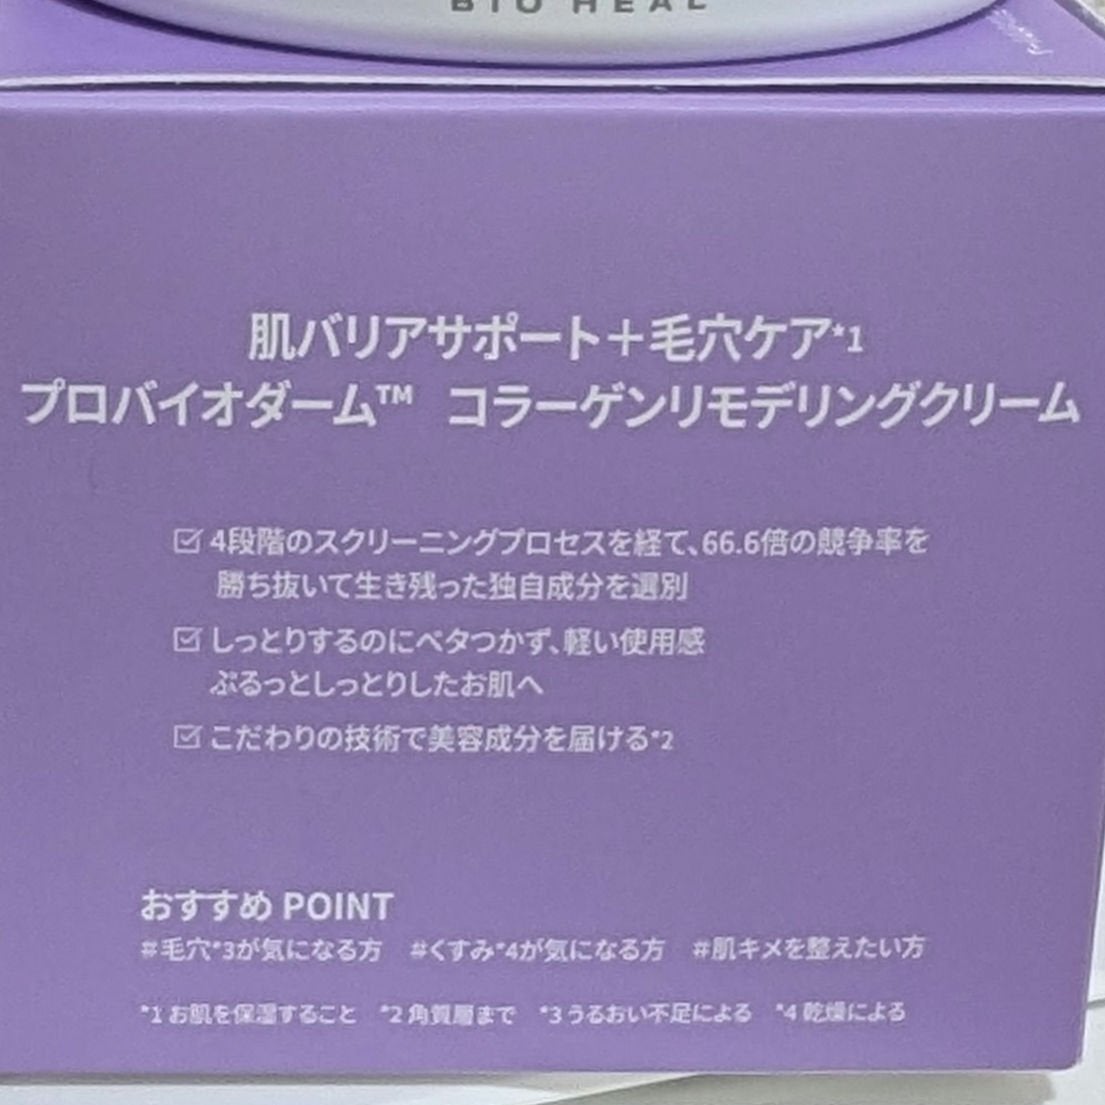 BIO HEAL
肌バリアサポート＋毛穴ケア*1
プロバイオダーム™ コラーゲンリモデリングクリーム
☑ 4段階のスクリーニングプロセスを経て、66.6倍の競争率を
勝ち抜いて生き残った独自成分を選別
☑ しっとりするのにベタつかず、軽い使用感
ぷるっとしっとりしたお肌へ
☑ こだわりの技術で美容成分を届ける*2
おすすめ POINT
#毛穴*3が気になる方 #くすみ*4が気になる方 #肌キメを整えたい方
*1 お肌を保湿すること *2 角質層まで *3 うるおい不足による *4 乾燥による